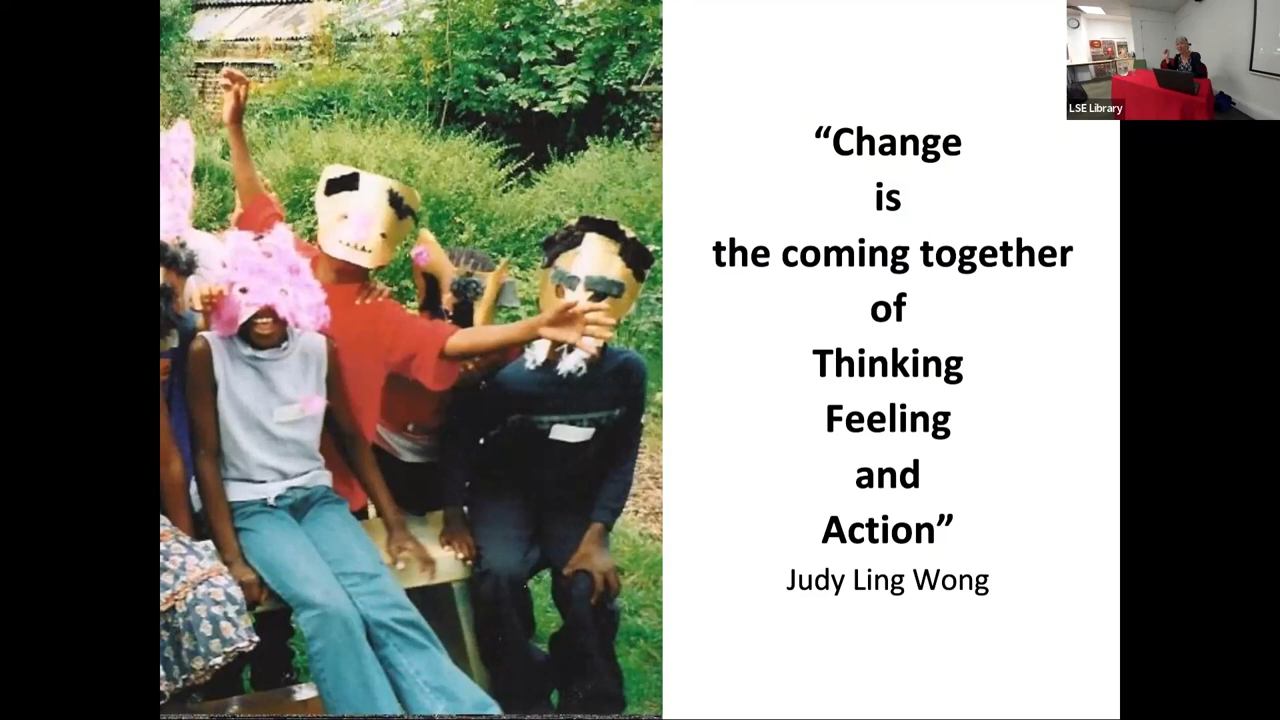 LSE Library
“Change
is
the coming together
of
Thinking
Feeling
and
Action”
Judy Ling Wong